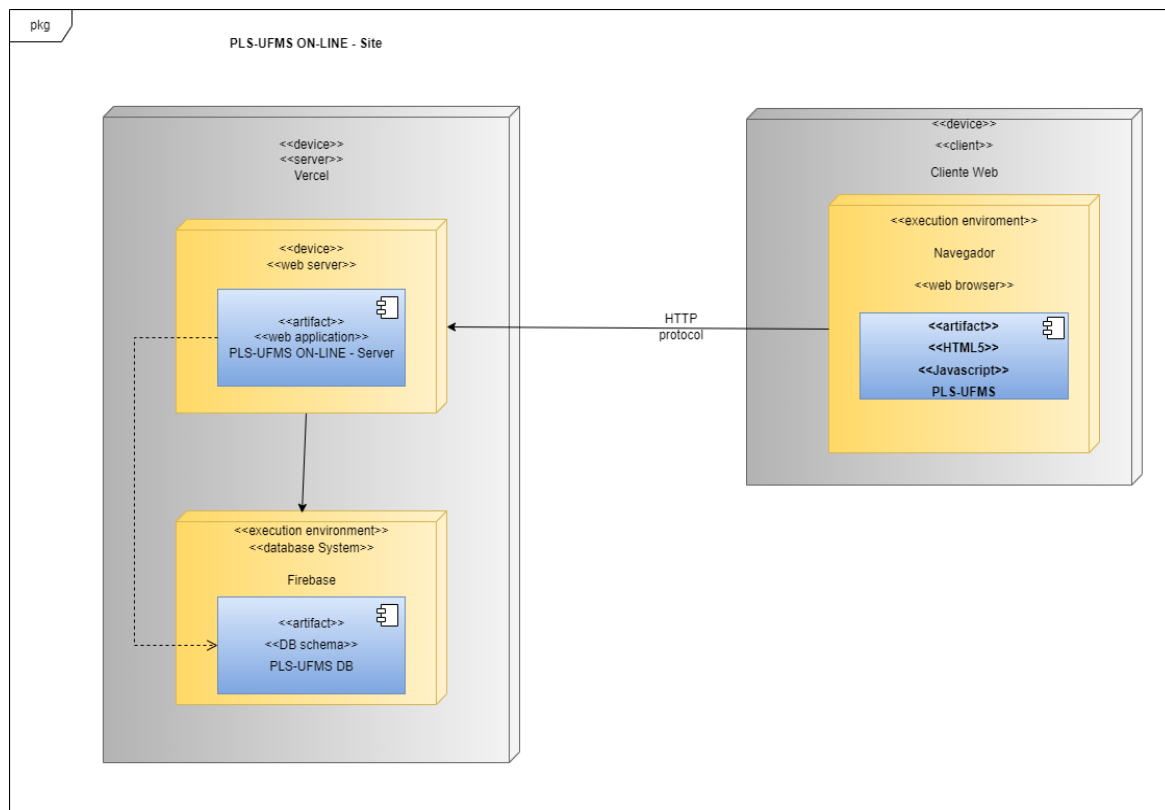 pkg
PLS-UFMS ON-LINE - Site
<<device>>
<<server>>
Vercel
<<device>>
<<web server>>
<<artifact>>
<<web application>>
PLS-UFMS ON-LINE - Server
<<execution environment>>
<<database System>>
Firebase
<<artifact>>
<<DB schema>>
PLS-UFMS DB
HTTP
protocol
<<device>>
<<client>>
Cliente Web
<<execution enviroment>>
Navegador
<<web browser>>
<<artifact>>
<<HTML5>>
<<Javascript>>
PLS-UFMS